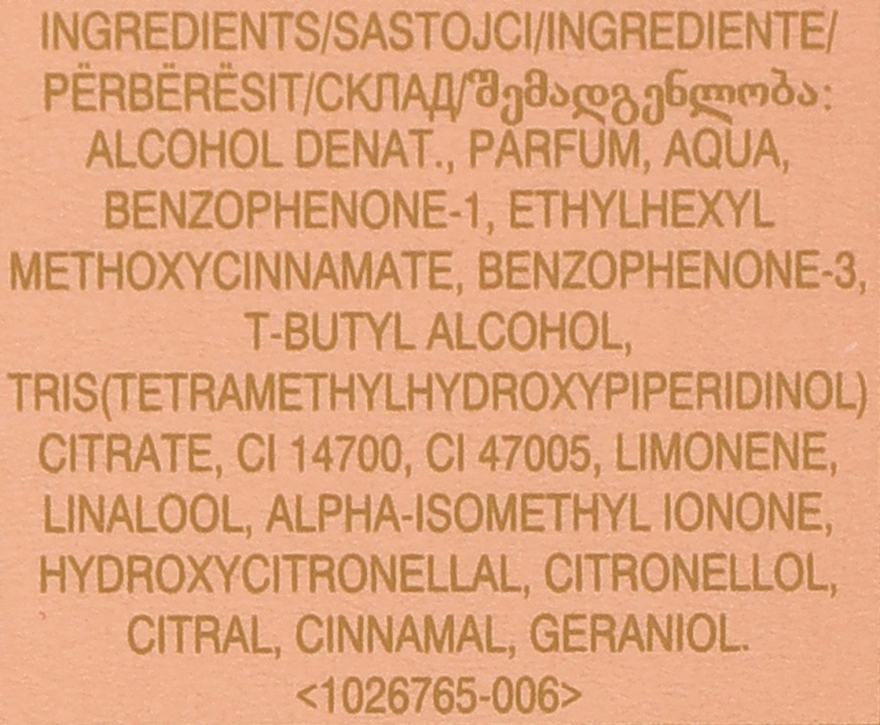 INGREDIENTS/SASTOJCI/INGREDIENTE/
PËRBËRËSIT/СКЛАД/შემადგენლობა:
ALCOHOL DENAT., PARFUM, AQUA,
BENZOPHENONE-1, ETHYLHEXYL
METHOXYCINNAMATE, BENZOPHENONE-3,
T-BUTYL ALCOHOL,
TRIS(TETRAMETHYLHYDROXYPIPERIDINOL)
CITRATE, CI 14700, CI 47005, LIMONENE,
LINALOOL, ALPHA-ISOMETHYL IONONE,
HYDROXYCITRONELLAL, CITRONELLOL,
CITRAL, CINNAMAL, GERANIOL.
<1026765-006>